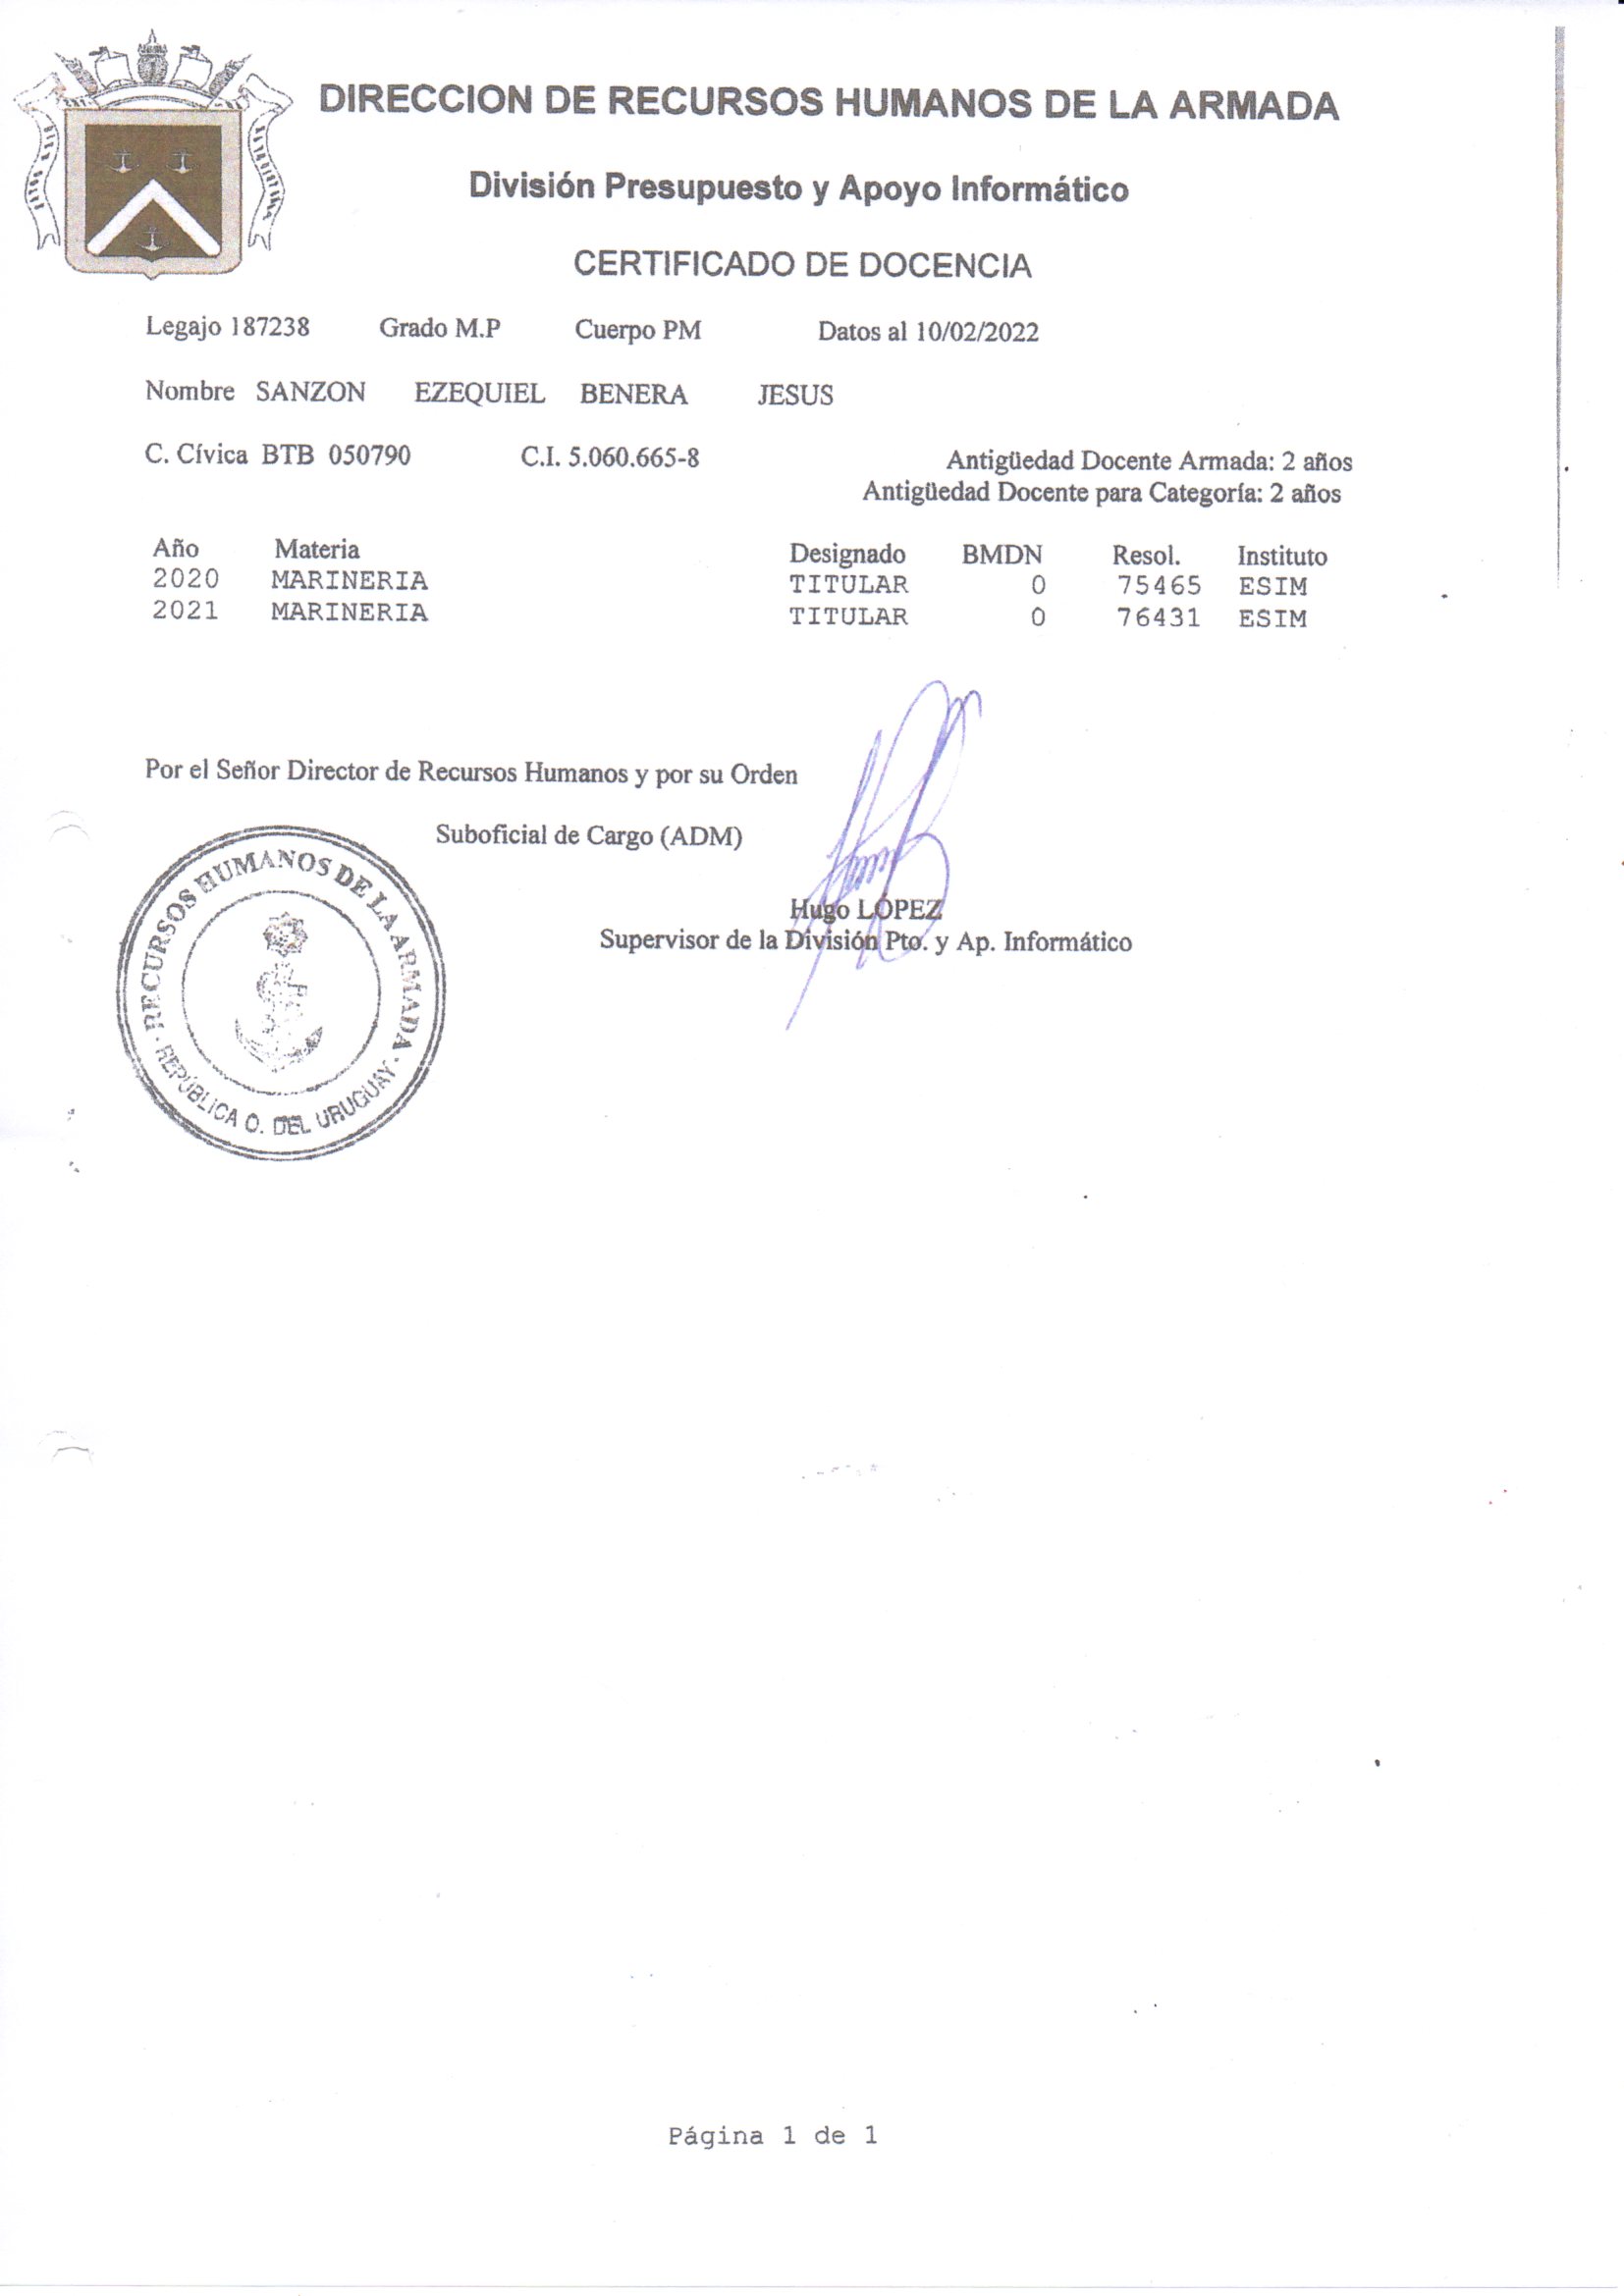 DIRECCION DE RECURSOS HUMANOS DE LA ARMADA
División Presupuesto y Apoyo Informático
CERTIFICADO DE DOCENCIA
Legajo 187238 Grado M.P Cuerpo PM Datos al 10/02/2022
Nombre SANZON EZEQUIEL BENERA JESUS
C. Cívica BTB 050790 C.I. 5.060.665-8 Antigüedad Docente Armada: 2 años
Antigüedad Docente para Categoría: 2 años
Año Materia Designado BMDN Resol. Instituto
2020 MARINERIA TITULAR 0 75465 ESIM
2021 MARINERIA TITULAR 0 76431 ESIM
Por el Señor Director de Recursos Humanos y por su Orden
Suboficial de Cargo (ADM)
Hugo LÓPEZ
Supervisor de la División Pto. y Ap. Informático
RECURSOS HUMANOS DE LA ARMADA
REPÚBLICA O. DEL URUGUAY
Página 1 de 1